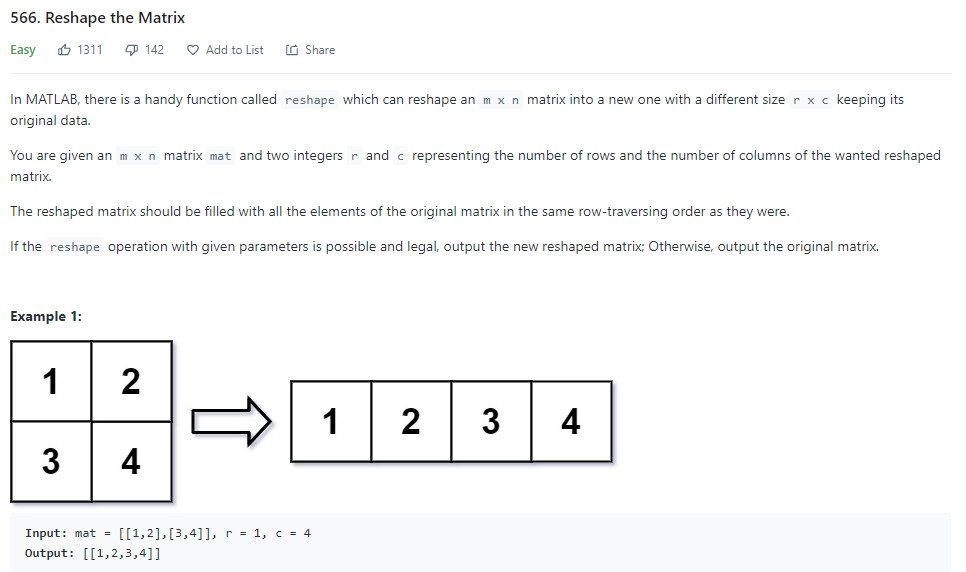 566. Reshape the Matrix
Easy 1311 142 Add to List Share
In MATLAB, there is a handy function called reshape which can reshape an m x n matrix into a new one with a different size r x c keeping its
original data.
You are given an m x n matrix mat and two integers r and c representing the number of rows and the number of columns of the wanted reshaped
matrix.
The reshaped matrix should be filled with all the elements of the original matrix in the same row-traversing order as they were.
If the reshape operation with given parameters is possible and legal, output the new reshaped matrix; Otherwise, output the original matrix.
Example 1:
1 2
3 4
1 2 3 4
Input: mat = [[1,2],[3,4]], r = 1, c = 4
Output: [[1,2,3,4]]